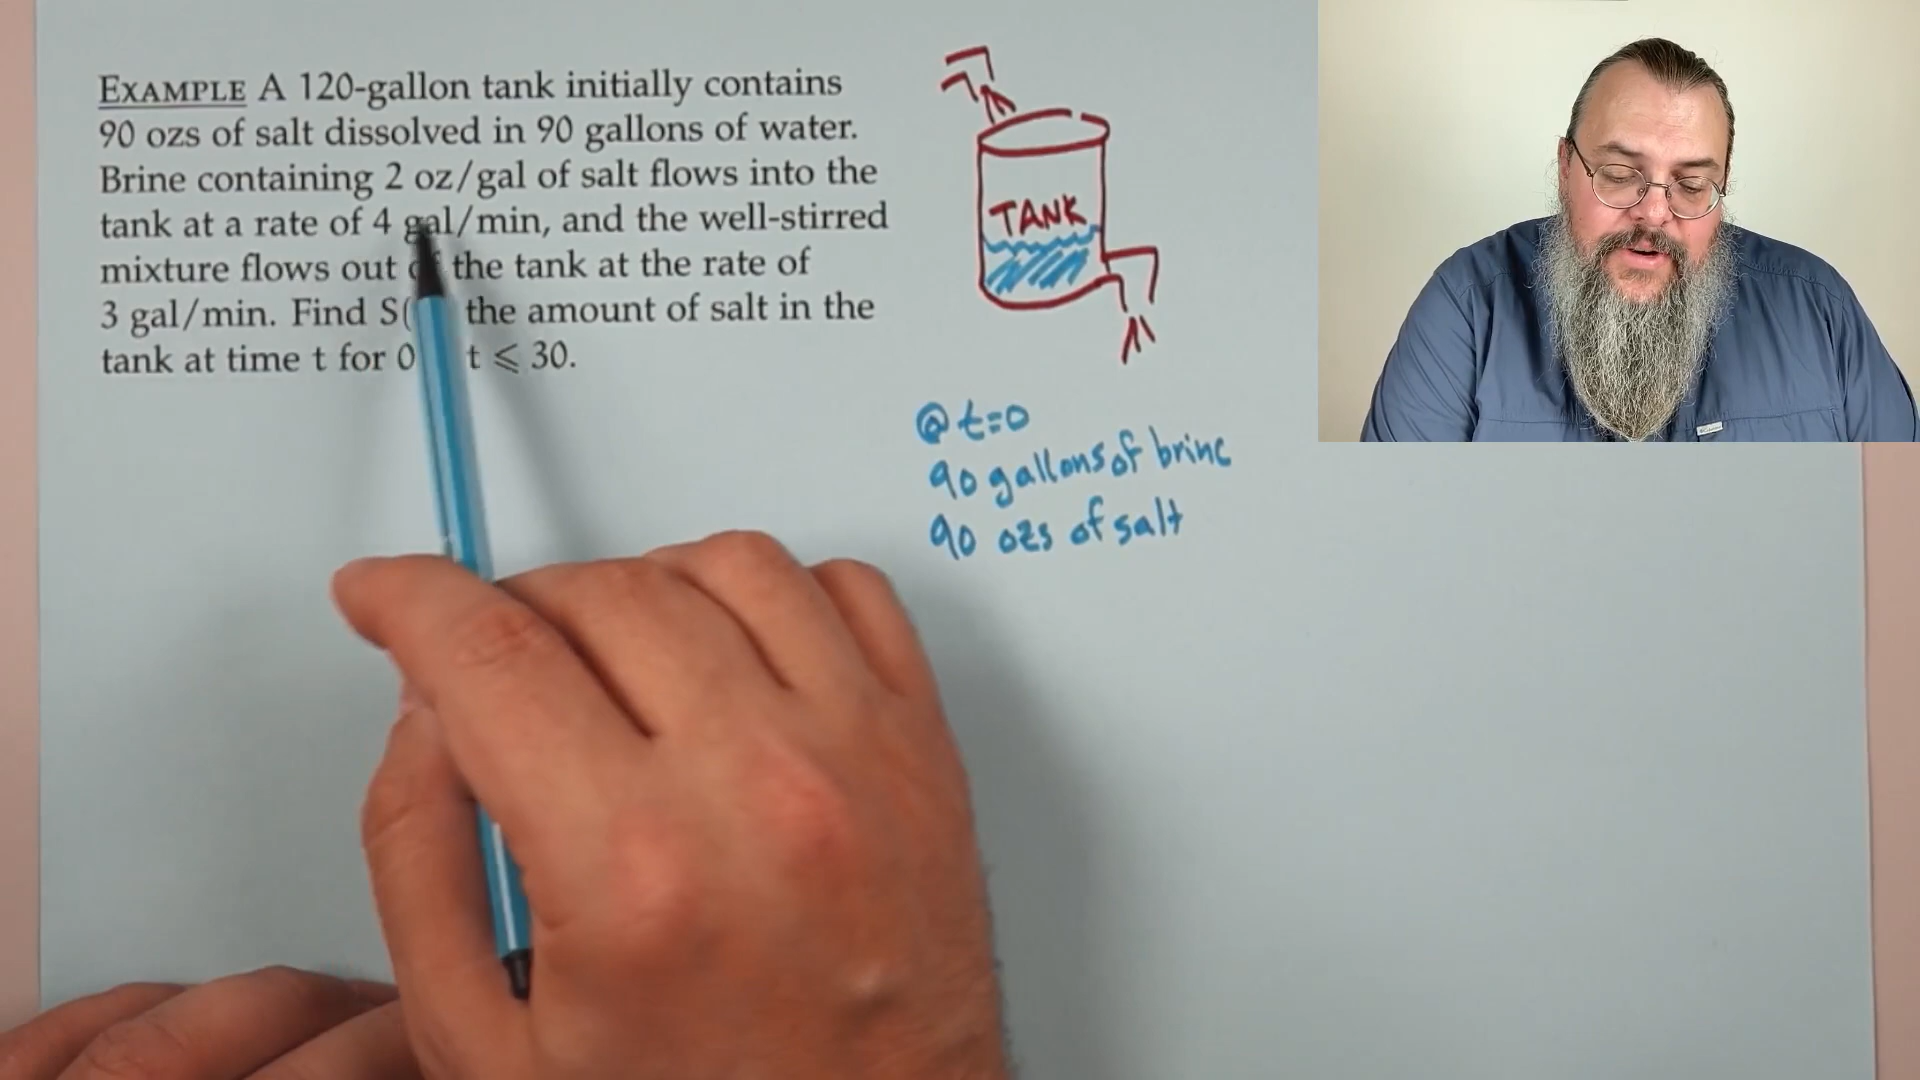 EXAMPLE A 120-gallon tank initially contains
90 ozs of salt dissolved in 90 gallons of water.
Brine containing 2 oz/gal of salt flows into the
tank at a rate of 4 gal/min, and the well-stirred
mixture flows out the tank at the rate of
3 gal/min. Find S( the amount of salt in the
tank at time t for 0 t ⩽ 30.
TANK
@ t=0
90 gallons of brine
90 ozs of salt